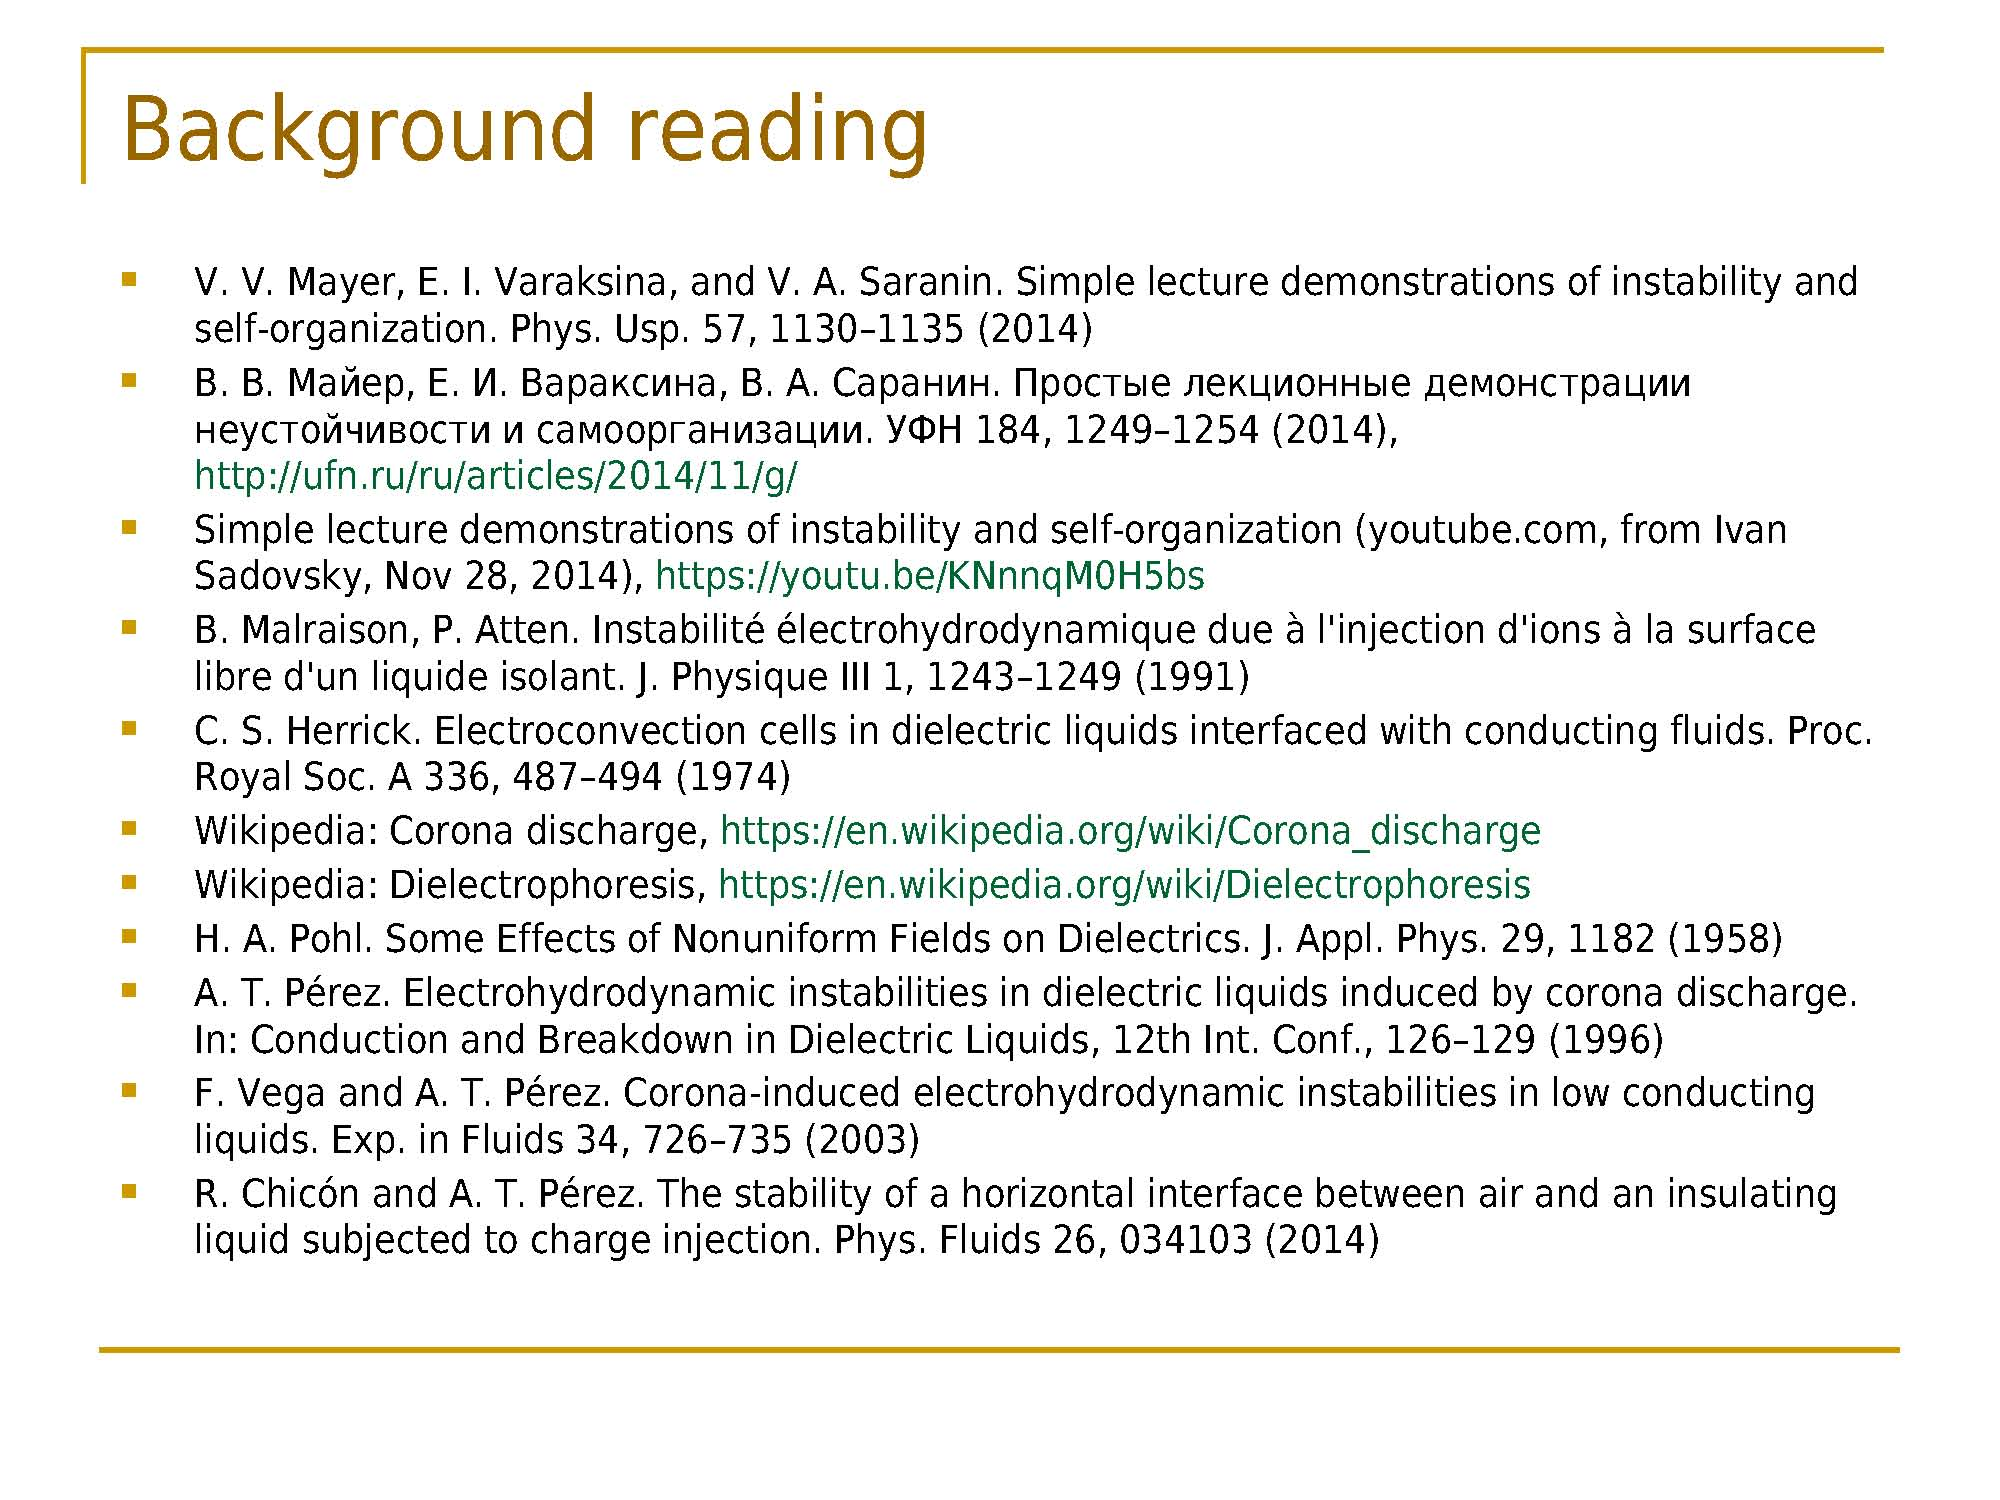 Background reading
V. V. Mayer, E. I. Varaksina, and V. A. Saranin. Simple lecture demonstrations of instability and
self-organization. Phys. Usp. 57, 1130–1135 (2014)
В. В. Майер, Е. И. Вараксина, В. А. Саранин. Простые лекционные демонстрации
неустойчивости и самоорганизации. УФН 184, 1249–1254 (2014),
http://ufn.ru/ru/articles/2014/11/g/
Simple lecture demonstrations of instability and self-organization (youtube.com, from Ivan
Sadovsky, Nov 28, 2014), https://youtu.be/KNnnqM0H5bs
B. Malraison, P. Atten. Instabilité électrohydrodynamique due à l'injection d'ions à la surface
libre d'un liquide isolant. J. Physique III 1, 1243–1249 (1991)
C. S. Herrick. Electroconvection cells in dielectric liquids interfaced with conducting fluids. Proc.
Royal Soc. A 336, 487–494 (1974)
Wikipedia: Corona discharge, https://en.wikipedia.org/wiki/Corona_discharge
Wikipedia: Dielectrophoresis, https://en.wikipedia.org/wiki/Dielectrophoresis
H. A. Pohl. Some Effects of Nonuniform Fields on Dielectrics. J. Appl. Phys. 29, 1182 (1958)
A. T. Pérez. Electrohydrodynamic instabilities in dielectric liquids induced by corona discharge.
In: Conduction and Breakdown in Dielectric Liquids, 12th Int. Conf., 126–129 (1996)
F. Vega and A. T. Pérez. Corona-induced electrohydrodynamic instabilities in low conducting
liquids. Exp. in Fluids 34, 726–735 (2003)
R. Chicón and A. T. Pérez. The stability of a horizontal interface between air and an insulating
liquid subjected to charge injection. Phys. Fluids 26, 034103 (2014)